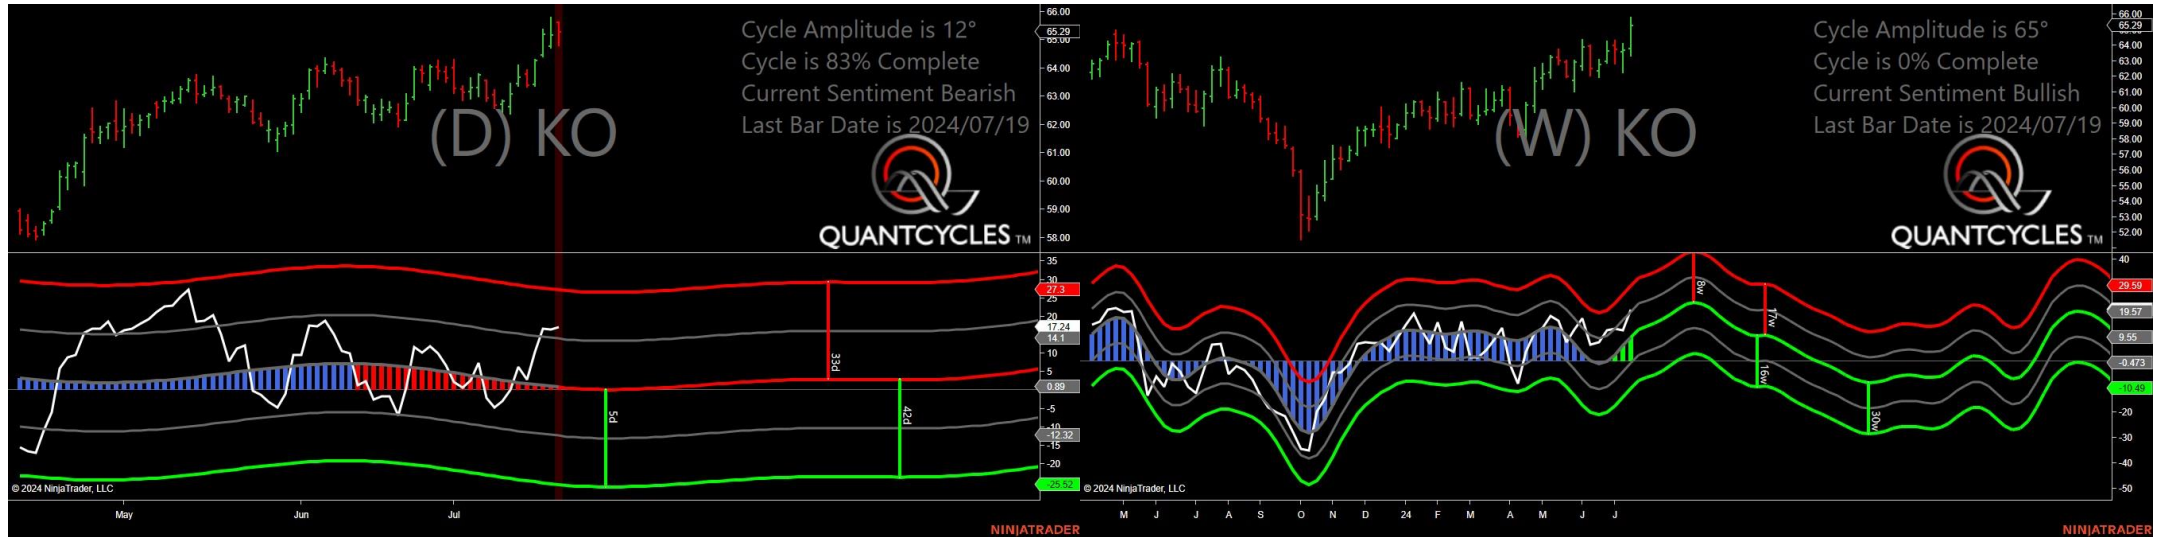 Cycle Amplitude is 12°
Cycle is 83% Complete
Current Sentiment Bearish
Last Bar Date is 2024/07/19
(D) KO
QUANTCYCLES TM
66.00
65.29
65.00
64.00
63.00
62.00
61.00
60.00
59.00
58.00
35
30
27.3
25
20
17.24
14.1
10
5
0.89
-5
-10
-12.32
-15
-20
-25.52
33d
5d
42d
© 2024 NinjaTrader, LLC
May Jun Jul
NINJATRADER
Cycle Amplitude is 65°
Cycle is 0% Complete
Current Sentiment Bullish
Last Bar Date is 2024/07/19
(W) KO
QUANTCYCLES TM
66.00
65.29
64.00
63.00
62.00
61.00
60.00
59.00
58.00
57.00
56.00
55.00
54.00
53.00
52.00
40
29.59
19.57
9.55
-0.473
-10.49
-20
-30
-40
-50
8w
17w
16w
30w
© 2024 NinjaTrader, LLC
M J J A S O N D 24 F M A M J J
NINJATRADER